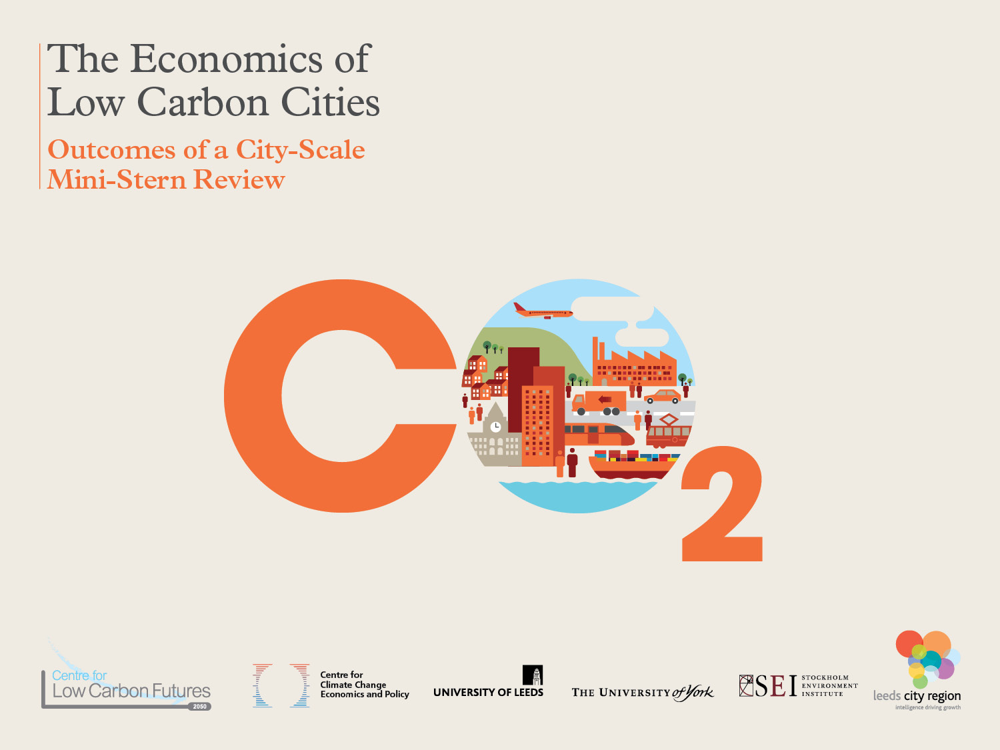 The Economics of
Low Carbon Cities
Outcomes of a City-Scale
Mini-Stern Review
CO2
Centre for
Low Carbon Futures
2050
Centre for
Climate Change
Economics and Policy
UNIVERSITY OF LEEDS
THE UNIVERSITY of York
SEI
STOCKHOLM
ENVIRONMENT
INSTITUTE
leeds city region
intelligence driving growth